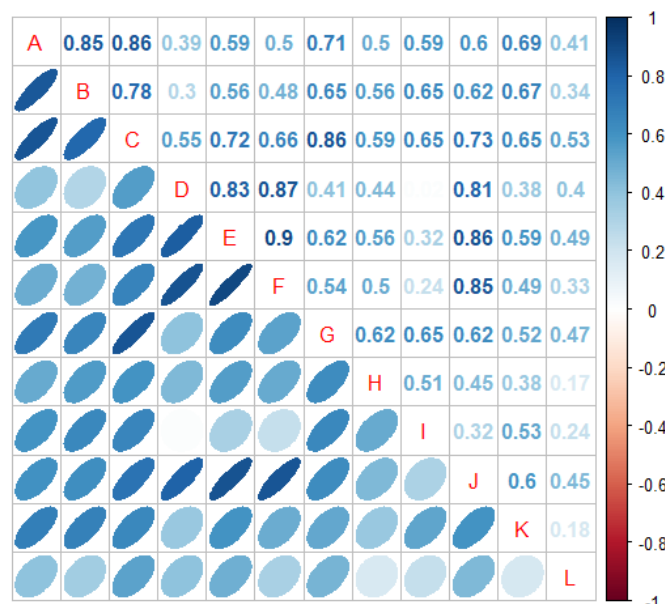 A 0.85 0.86 0.39 0.59 0.5 0.71 0.5 0.59 0.6 0.69 0.41
B 0.78 0.3 0.56 0.48 0.65 0.56 0.65 0.62 0.67 0.34
C 0.55 0.72 0.66 0.86 0.59 0.65 0.73 0.65 0.53
D 0.83 0.87 0.41 0.44 0.81 0.38 0.4
E 0.9 0.62 0.56 0.32 0.86 0.59 0.49
F 0.54 0.5 0.24 0.85 0.49 0.33
G 0.62 0.65 0.62 0.52 0.47
H 0.51 0.45 0.38 0.17
I 0.32 0.53 0.24
J 0.6 0.45
K 0.18
L
1
0.8
0.6
0.4
0.2
0
-0.2
-0.4
-0.6
-0.8
-1